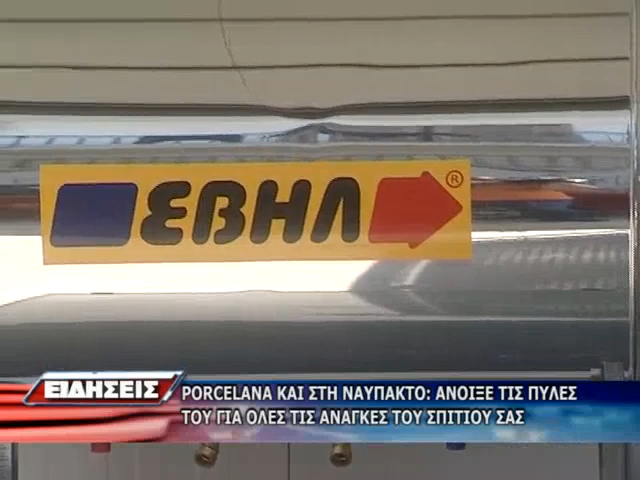 ΕΒΗΛ ®
ΕΙΔΗΣΕΙΣ
PORCELANA ΚΑΙ ΣΤΗ ΝΑΥΠΑΚΤΟ: ΑΝΟΙΞΕ ΤΙΣ ΠΥΛΕΣ
ΤΟΥ ΓΙΑ ΟΛΕΣ ΤΙΣ ΑΝΑΓΚΕΣ ΤΟΥ ΣΠΙΤΙΟΥ ΣΑΣ